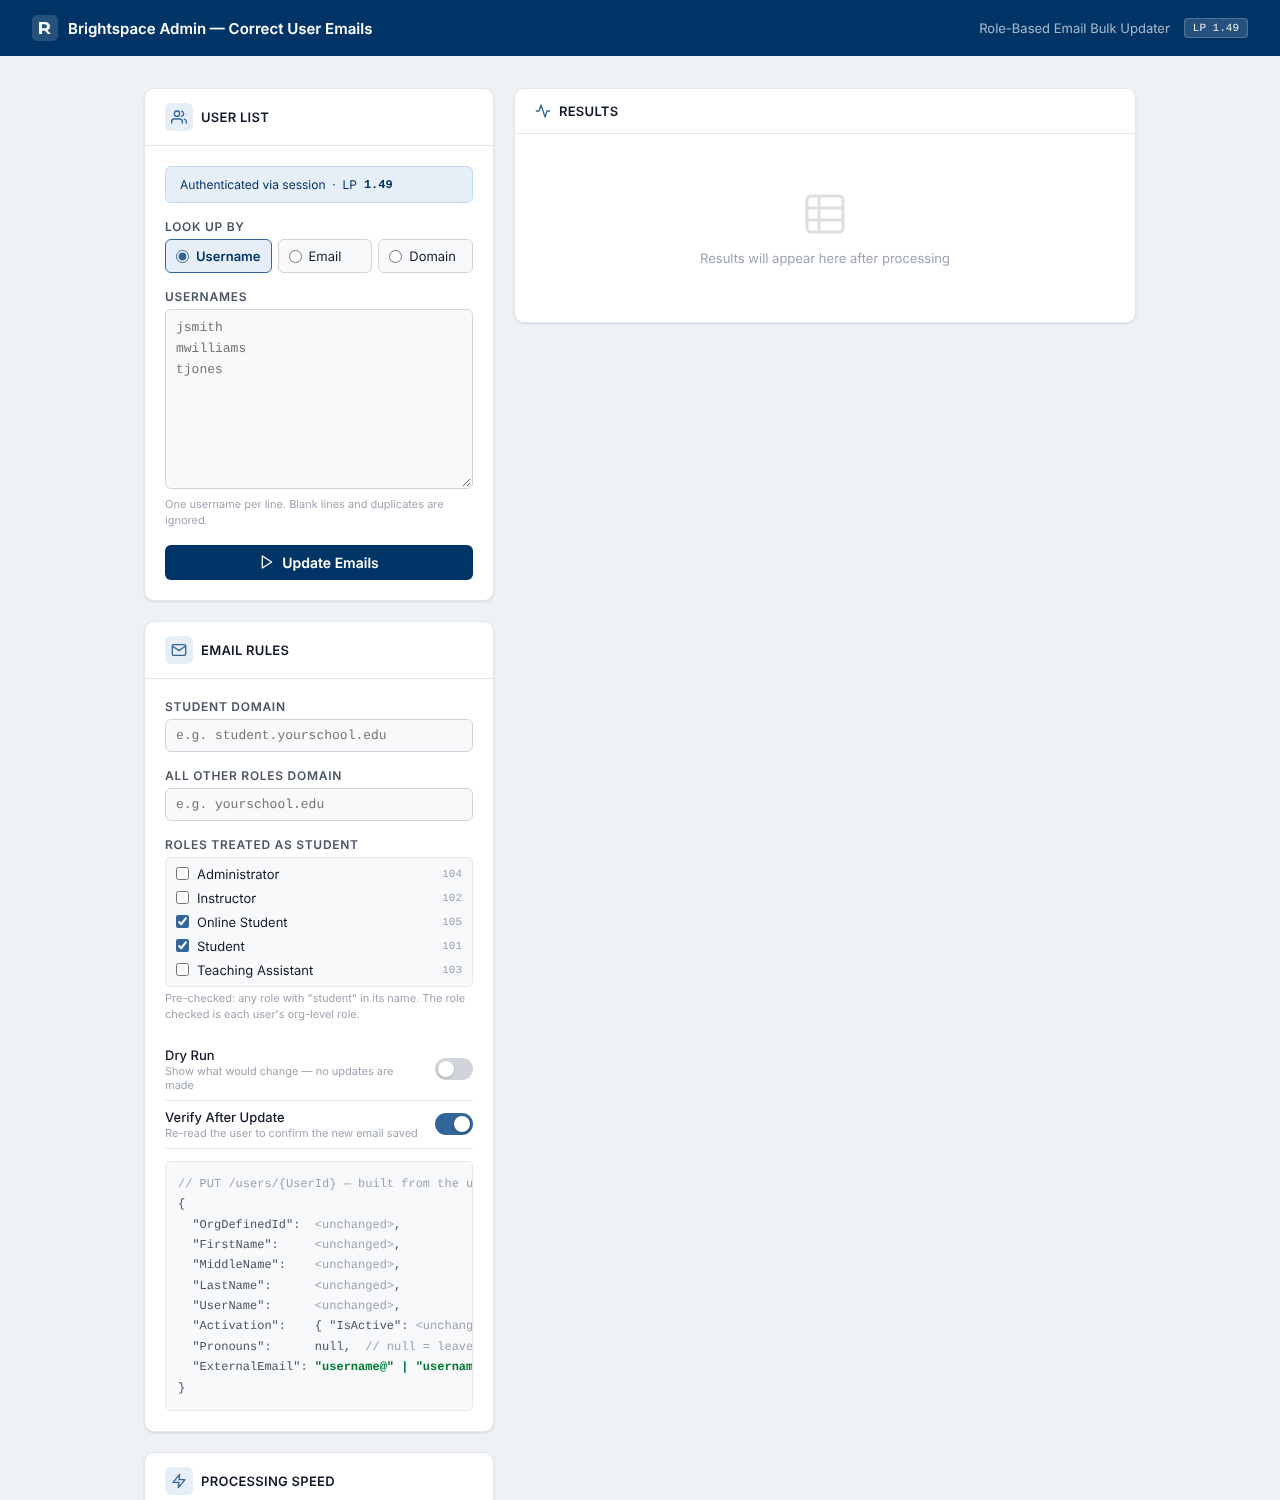 R Brightspace Admin — Correct User Emails
Role-Based Email Bulk Updater LP 1.49
USER LIST
Authenticated via session · LP 1.49
LOOK UP BY
Username Email Domain
USERNAMES
jsmith
mwilliams
tjones
One username per line. Blank lines and duplicates are
ignored.
Update Emails
EMAIL RULES
STUDENT DOMAIN
e.g. student.yourschool.edu
ALL OTHER ROLES DOMAIN
e.g. yourschool.edu
ROLES TREATED AS STUDENT
Administrator 104
Instructor 102
Online Student 105
Student 101
Teaching Assistant 103
Pre-checked: any role with "student" in its name. The role
checked is each user's org-level role.
Dry Run
Show what would change — no updates are
made
Verify After Update
Re-read the user to confirm the new email saved
// PUT /users/{UserId} — built from the u
{
"OrgDefinedId": <unchanged>,
"FirstName": <unchanged>,
"MiddleName": <unchanged>,
"LastName": <unchanged>,
"UserName": <unchanged>,
"Activation": { "IsActive": <unchang
"Pronouns": null, // null = leave
"ExternalEmail": "username@" | "usernam
}
PROCESSING SPEED
RESULTS
Results will appear here after processing